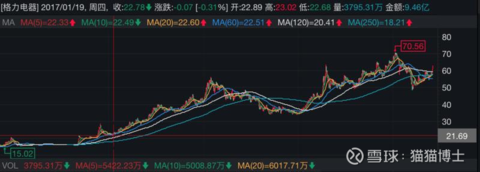 [格力电器] 2017/01/19, 周四, 收:22.78 涨跌:-0.07 [-0.31%] 开:22.89 高:23.02 低:22.68 量:3795.31万 金额:9.46亿
MA MA(5)=22.33 MA(10)=22.49 MA(20)=22.60 MA(60)=22.51 MA(120)=20.41 MA(250)=18.21
70.56
60
50
40
30
21.69
15.02
VOL 3795.31万 MA(5)=5422.23万 MA(10)=5008.87万 MA(20)=6017.71万
雪球:猫猫博士